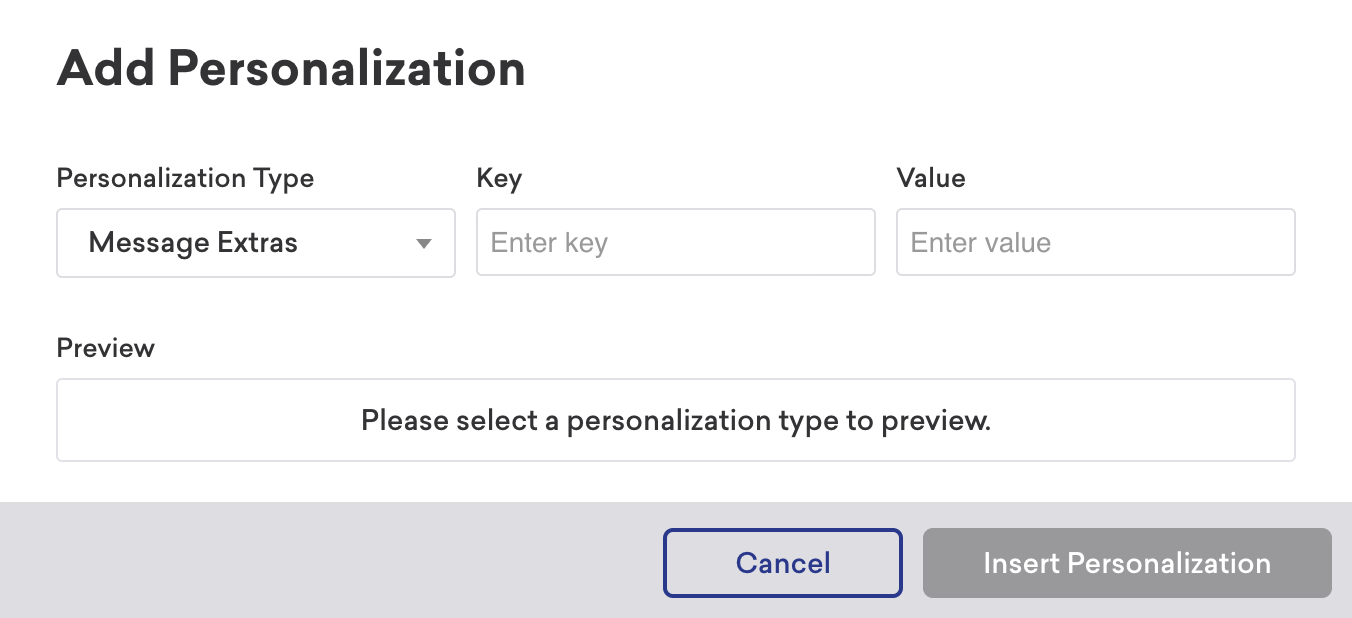 Add Personalization
Personalization Type
Key
Value
Message Extras
Enter key
Enter value
Preview
Please select a personalization type to preview.
Cancel
Insert Personalization